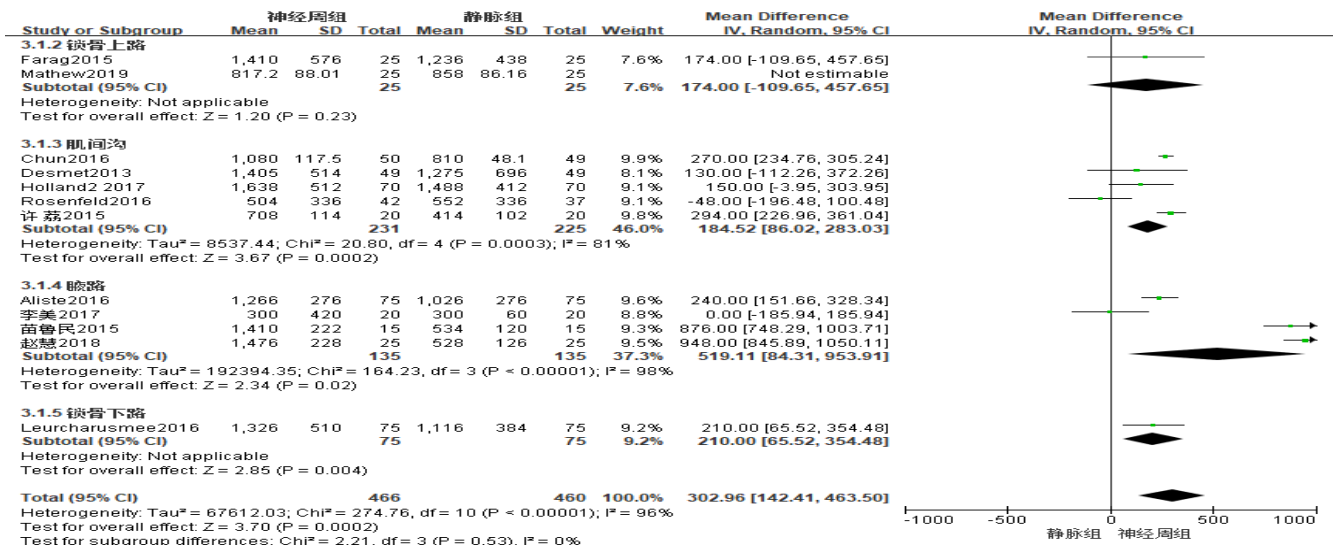 神经周组 静脉组 Mean Difference Mean Difference
Study or Subgroup Mean SD Total Mean SD Total Weight IV, Random, 95% CI IV, Random, 95% CI
3.1.2 锁骨上路
Farag2015 1,410 576 25 1,236 438 25 7.6% 174.00 [-109.65, 457.65]
Mathew2019 817.2 88.01 25 858 86.16 25 Not estimable
Subtotal (95% CI) 25 25 7.6% 174.00 [-109.65, 457.65]
Heterogeneity: Not applicable
Test for overall effect: Z = 1.20 (P = 0.23)
3.1.3 肌间沟
Chun2016 1,080 117.5 50 810 48.1 49 9.9% 270.00 [234.76, 305.24]
Desmet2013 1,405 514 49 1,275 696 49 8.1% 130.00 [-112.26, 372.26]
Holland2 2017 1,638 512 70 1,488 412 70 9.1% 150.00 [-3.95, 303.95]
Rosenfeld2016 504 336 42 552 336 37 9.1% -48.00 [-196.48, 100.48]
许 荔2015 708 114 20 414 102 20 9.8% 294.00 [226.96, 361.04]
Subtotal (95% CI) 231 225 46.0% 184.52 [86.02, 283.03]
Heterogeneity: Tau² = 8537.44; Chi² = 20.80, df = 4 (P = 0.0003); I² = 81%
Test for overall effect: Z = 3.67 (P = 0.0002)
3.1.4 腋路
Aliste2016 1,266 276 75 1,026 276 75 9.6% 240.00 [151.66, 328.34]
李美2017 300 420 20 300 60 20 8.8% 0.00 [-185.94, 185.94]
苗鲁民2015 1,410 222 15 534 120 15 9.3% 876.00 [748.29, 1003.71]
赵慧2018 1,476 228 25 528 126 25 9.5% 948.00 [845.89, 1050.11]
Subtotal (95% CI) 135 135 37.3% 519.11 [84.31, 953.91]
Heterogeneity: Tau² = 192394.35; Chi² = 164.23, df = 3 (P < 0.00001); I² = 98%
Test for overall effect: Z = 2.34 (P = 0.02)
3.1.5 锁骨下路
Leurcharusmee2016 1,326 510 75 1,116 384 75 9.2% 210.00 [65.52, 354.48]
Subtotal (95% CI) 75 75 9.2% 210.00 [65.52, 354.48]
Heterogeneity: Not applicable
Test for overall effect: Z = 2.85 (P = 0.004)
Total (95% CI) 466 460 100.0% 302.96 [142.41, 463.50]
Heterogeneity: Tau² = 67612.03; Chi² = 274.76, df = 10 (P < 0.00001); I² = 96%
Test for overall effect: Z = 3.70 (P = 0.0002)
Test for subgroup differences: Chi² = 2.21, df = 3 (P = 0.53), I² = 0%
-1000 -500 0 500 1000
静脉组 神经周组